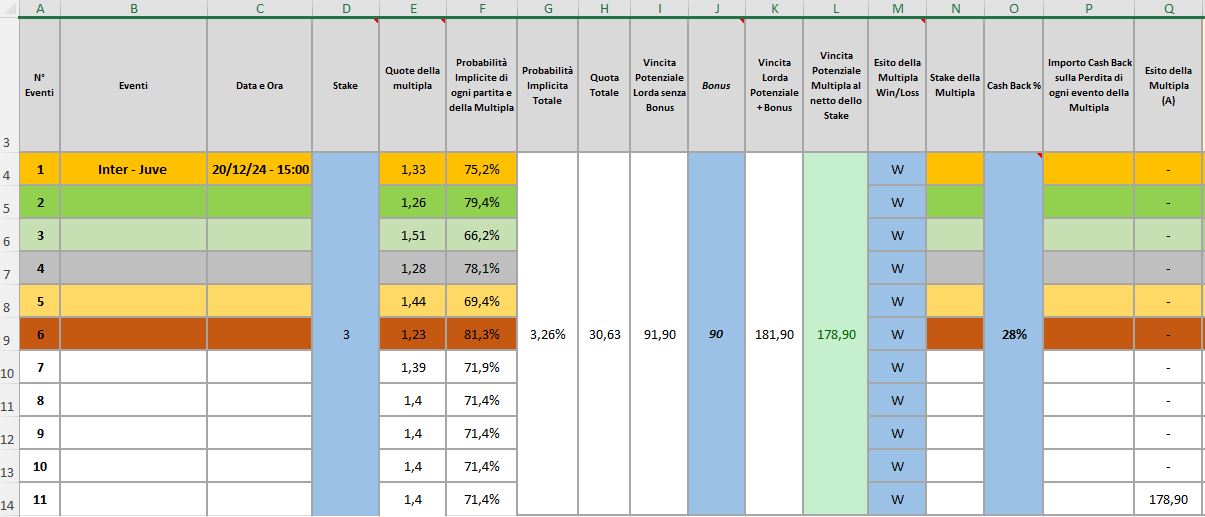 A B C D E F G H I J K L M N O P Q
3 N° Eventi Eventi Data e Ora Stake Quote della multipla Probabilità Implicite di ogni partita e della Multipla Probabilità Implicita Totale Quota Totale Vincita Potenziale Lorda senza Bonus Bonus Vincita Lorda Potenziale + Bonus Vincita Potenziale Multipla al netto dello Stake Esito della Multipla Win/Loss Stake della Multipla Cash Back % Importo Cash Back sulla Perdita di ogni evento della Multipla Esito della Multipla (A)
4 1 Inter - Juve 20/12/24 - 15:00 1,33 75,2% W -
5 2 1,26 79,4% W -
6 3 1,51 66,2% W -
7 4 1,28 78,1% W -
8 5 1,44 69,4% W -
9 6 3 1,23 81,3% 3,26% 30,63 91,90 90 181,90 178,90 W 28% -
10 7 1,39 71,9% W -
11 8 1,4 71,4% W -
12 9 1,4 71,4% W -
13 10 1,4 71,4% W -
14 11 1,4 71,4% W 178,90